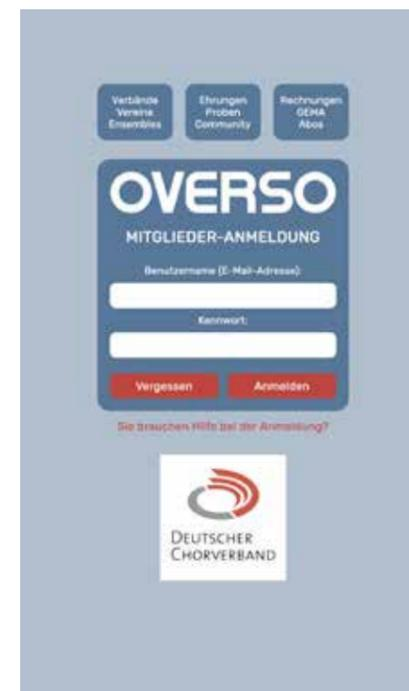 Verbände
Vereine
Ensembles
Ehrungen
Proben
Community
Rechnungen
GEMA
Abos
OVERSO
MITGLIEDER-ANMELDUNG
Benutzername (E-Mail-Adresse):
Kennwort:
Vergessen
Anmelden
Sie brauchen Hilfe bei der Anmeldung?
DEUTSCHER
CHORVERBAND